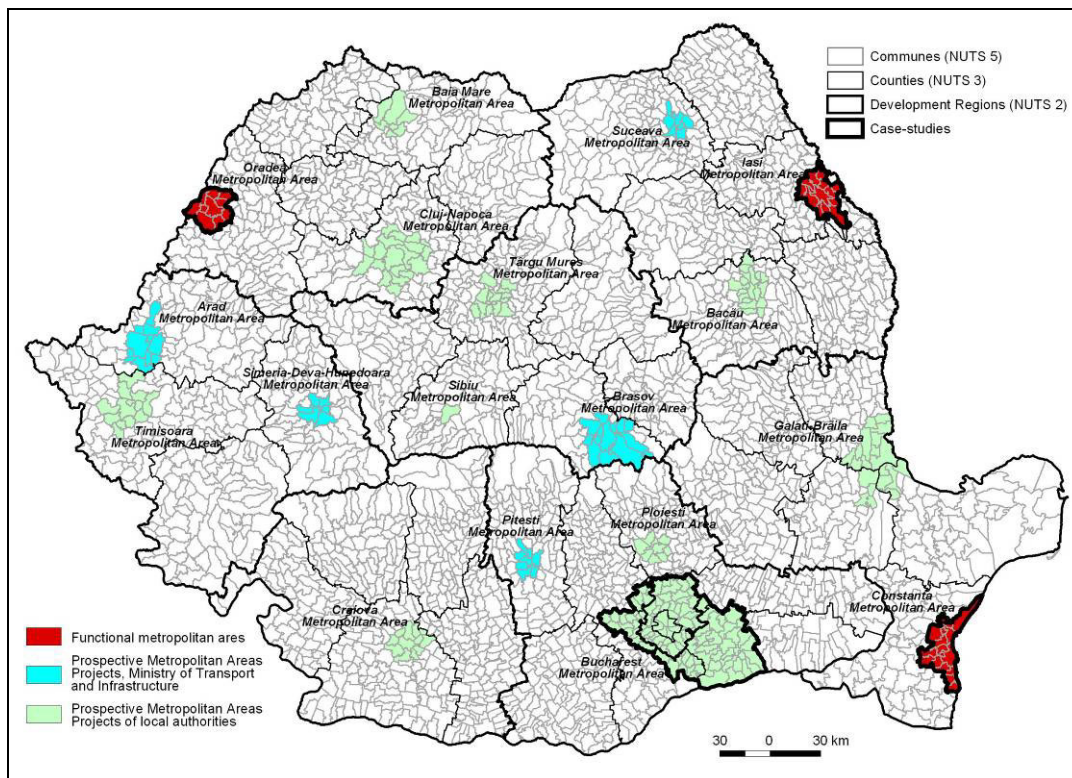 Communes (NUTS 5)
Counties (NUTS 3)
Development Regions (NUTS 2)
Case-studies
Baia Mare
Metropolitan Area
Suceava
Metropolitan Area
Iasi
Metropolitan Area
Oradea
Metropolitan Area
Cluj-Napoca
Metropolitan Area
Târgu Mures
Metropolitan Area
Bacău
Metropolitan Area
Arad
Metropolitan Area
Simeria-Deva-Hunedoara
Metropolitan Area
Sibiu
Metropolitan Area
Brasov
Metropolitan Area
Timisoara
Metropolitan Area
Galati-Brăila
Metropolitan Area
Pitesti
Metropolitan Area
Ploiesti
Metropolitan Area
Constanta
Metropolitan Area
Craiova
Metropolitan Area
Bucharest
Metropolitan Area
Functional metropolitan ares
Prospective Metropolitan Areas
Projects, Ministry of Transport
and Infrastructure
Prospective Metropolitan Areas
Projects of local authorities
30 0 30 km